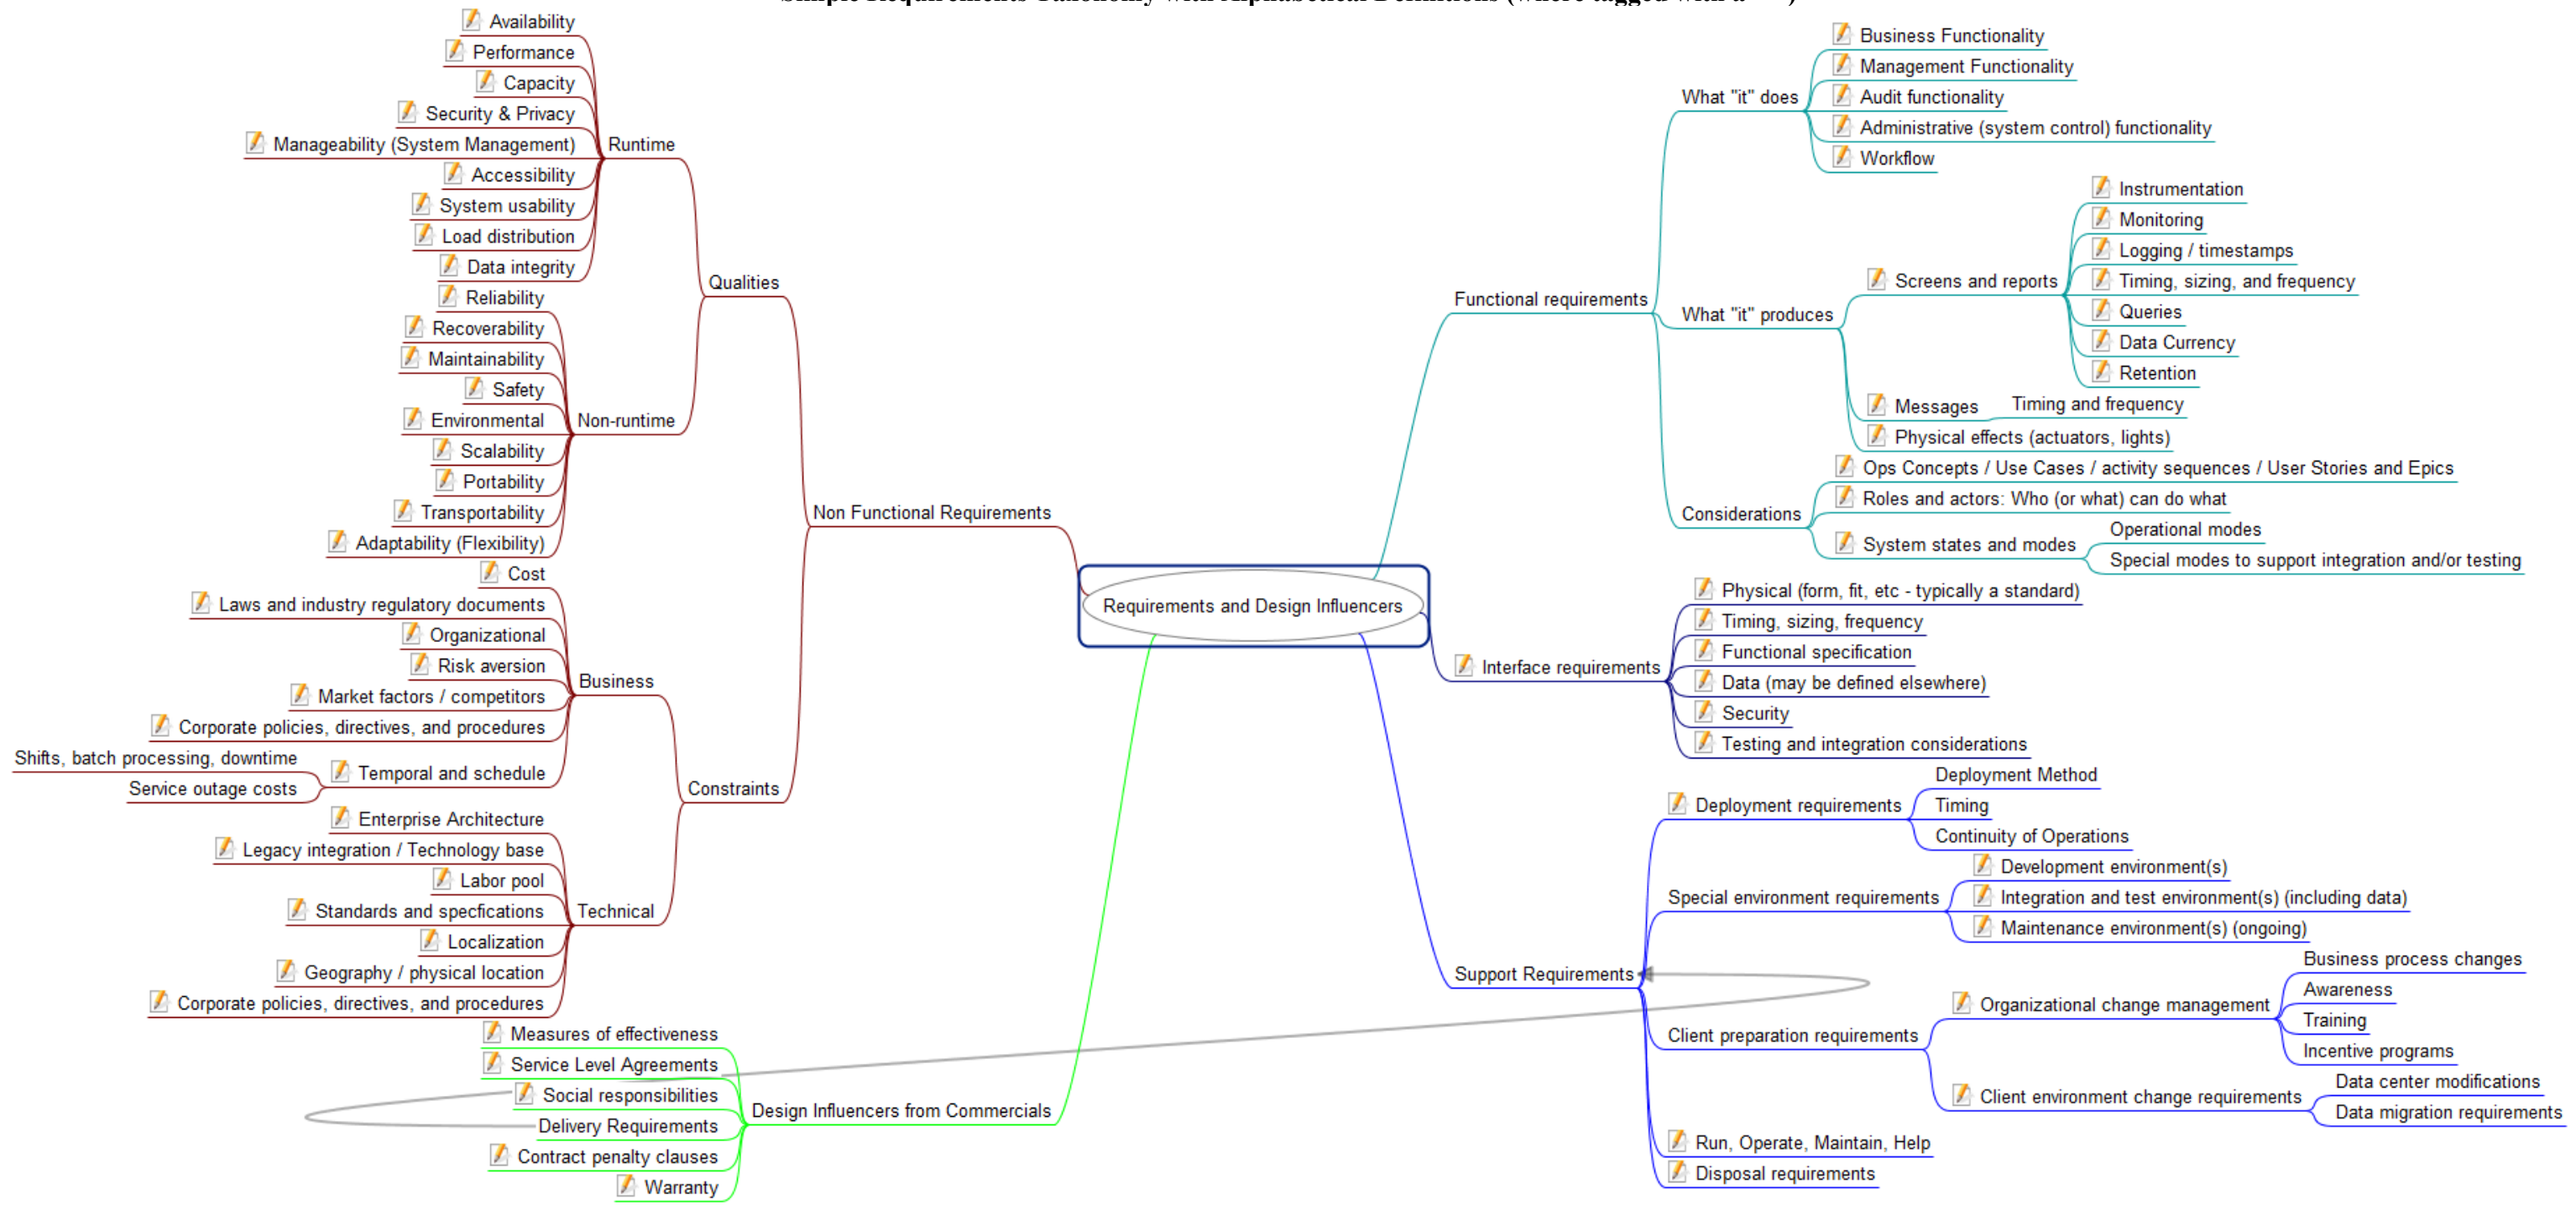 Simple Requirements Taxonomy with Alphabetical Definitions (where tagged with a
Availability
Performance
Capacity
Security & Privacy
Manageability (System Management)
Accessibility
System usability
Load distribution
Data integrity
Runtime
Reliability
Recoverability
Maintainability
Safety
Environmental
Scalability
Portability
Transportability
Adaptability (Flexibility)
Non-runtime
Qualities
Cost
Laws and industry regulatory documents
Organizational
Risk aversion
Market factors / competitors
Corporate policies, directives, and procedures
Shifts, batch processing, downtime
Service outage costs
Temporal and schedule
Business
Enterprise Architecture
Legacy integration / Technology base
Labor pool
Standards and specfications
Localization
Geography / physical location
Corporate policies, directives, and procedures
Technical
Constraints
Non Functional Requirements
Measures of effectiveness
Service Level Agreements
Social responsibilities
Delivery Requirements
Contract penalty clauses
Warranty
Design Influencers from Commercials
Requirements and Design Influencers
Functional requirements
What "it" does
Business Functionality
Management Functionality
Audit functionality
Administrative (system control) functionality
Workflow
What "it" produces
Screens and reports
Instrumentation
Monitoring
Logging / timestamps
Timing, sizing, and frequency
Queries
Data Currency
Retention
Messages
Timing and frequency
Physical effects (actuators, lights)
Considerations
Ops Concepts / Use Cases / activity sequences / User Stories and Epics
Roles and actors: Who (or what) can do what
System states and modes
Operational modes
Special modes to support integration and/or testing
Interface requirements
Physical (form, fit, etc - typically a standard)
Timing, sizing, frequency
Functional specification
Data (may be defined elsewhere)
Security
Testing and integration considerations
Support Requirements
Deployment requirements
Deployment Method
Timing
Continuity of Operations
Special environment requirements
Development environment(s)
Integration and test environment(s) (including data)
Maintenance environment(s) (ongoing)
Client preparation requirements
Organizational change management
Business process changes
Awareness
Training
Incentive programs
Client environment change requirements
Data center modifications
Data migration requirements
Run, Operate, Maintain, Help
Disposal requirements